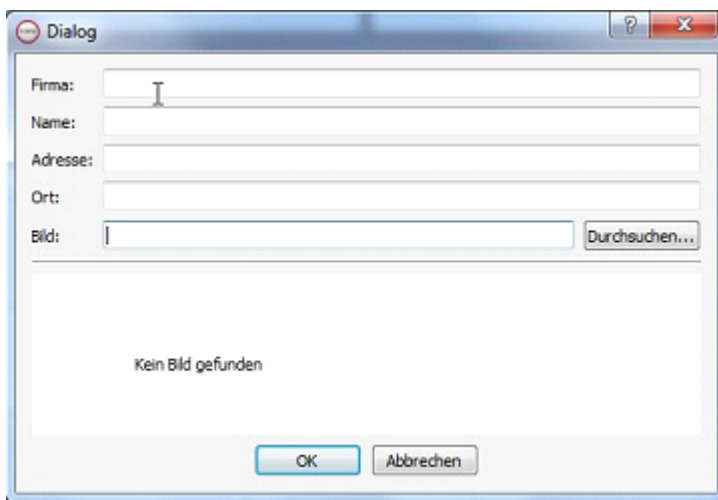 Dialog
Firma:
Name:
Adresse:
Ort:
Bild:
Durchsuchen...
Kein Bild gefunden
OK
Abbrechen